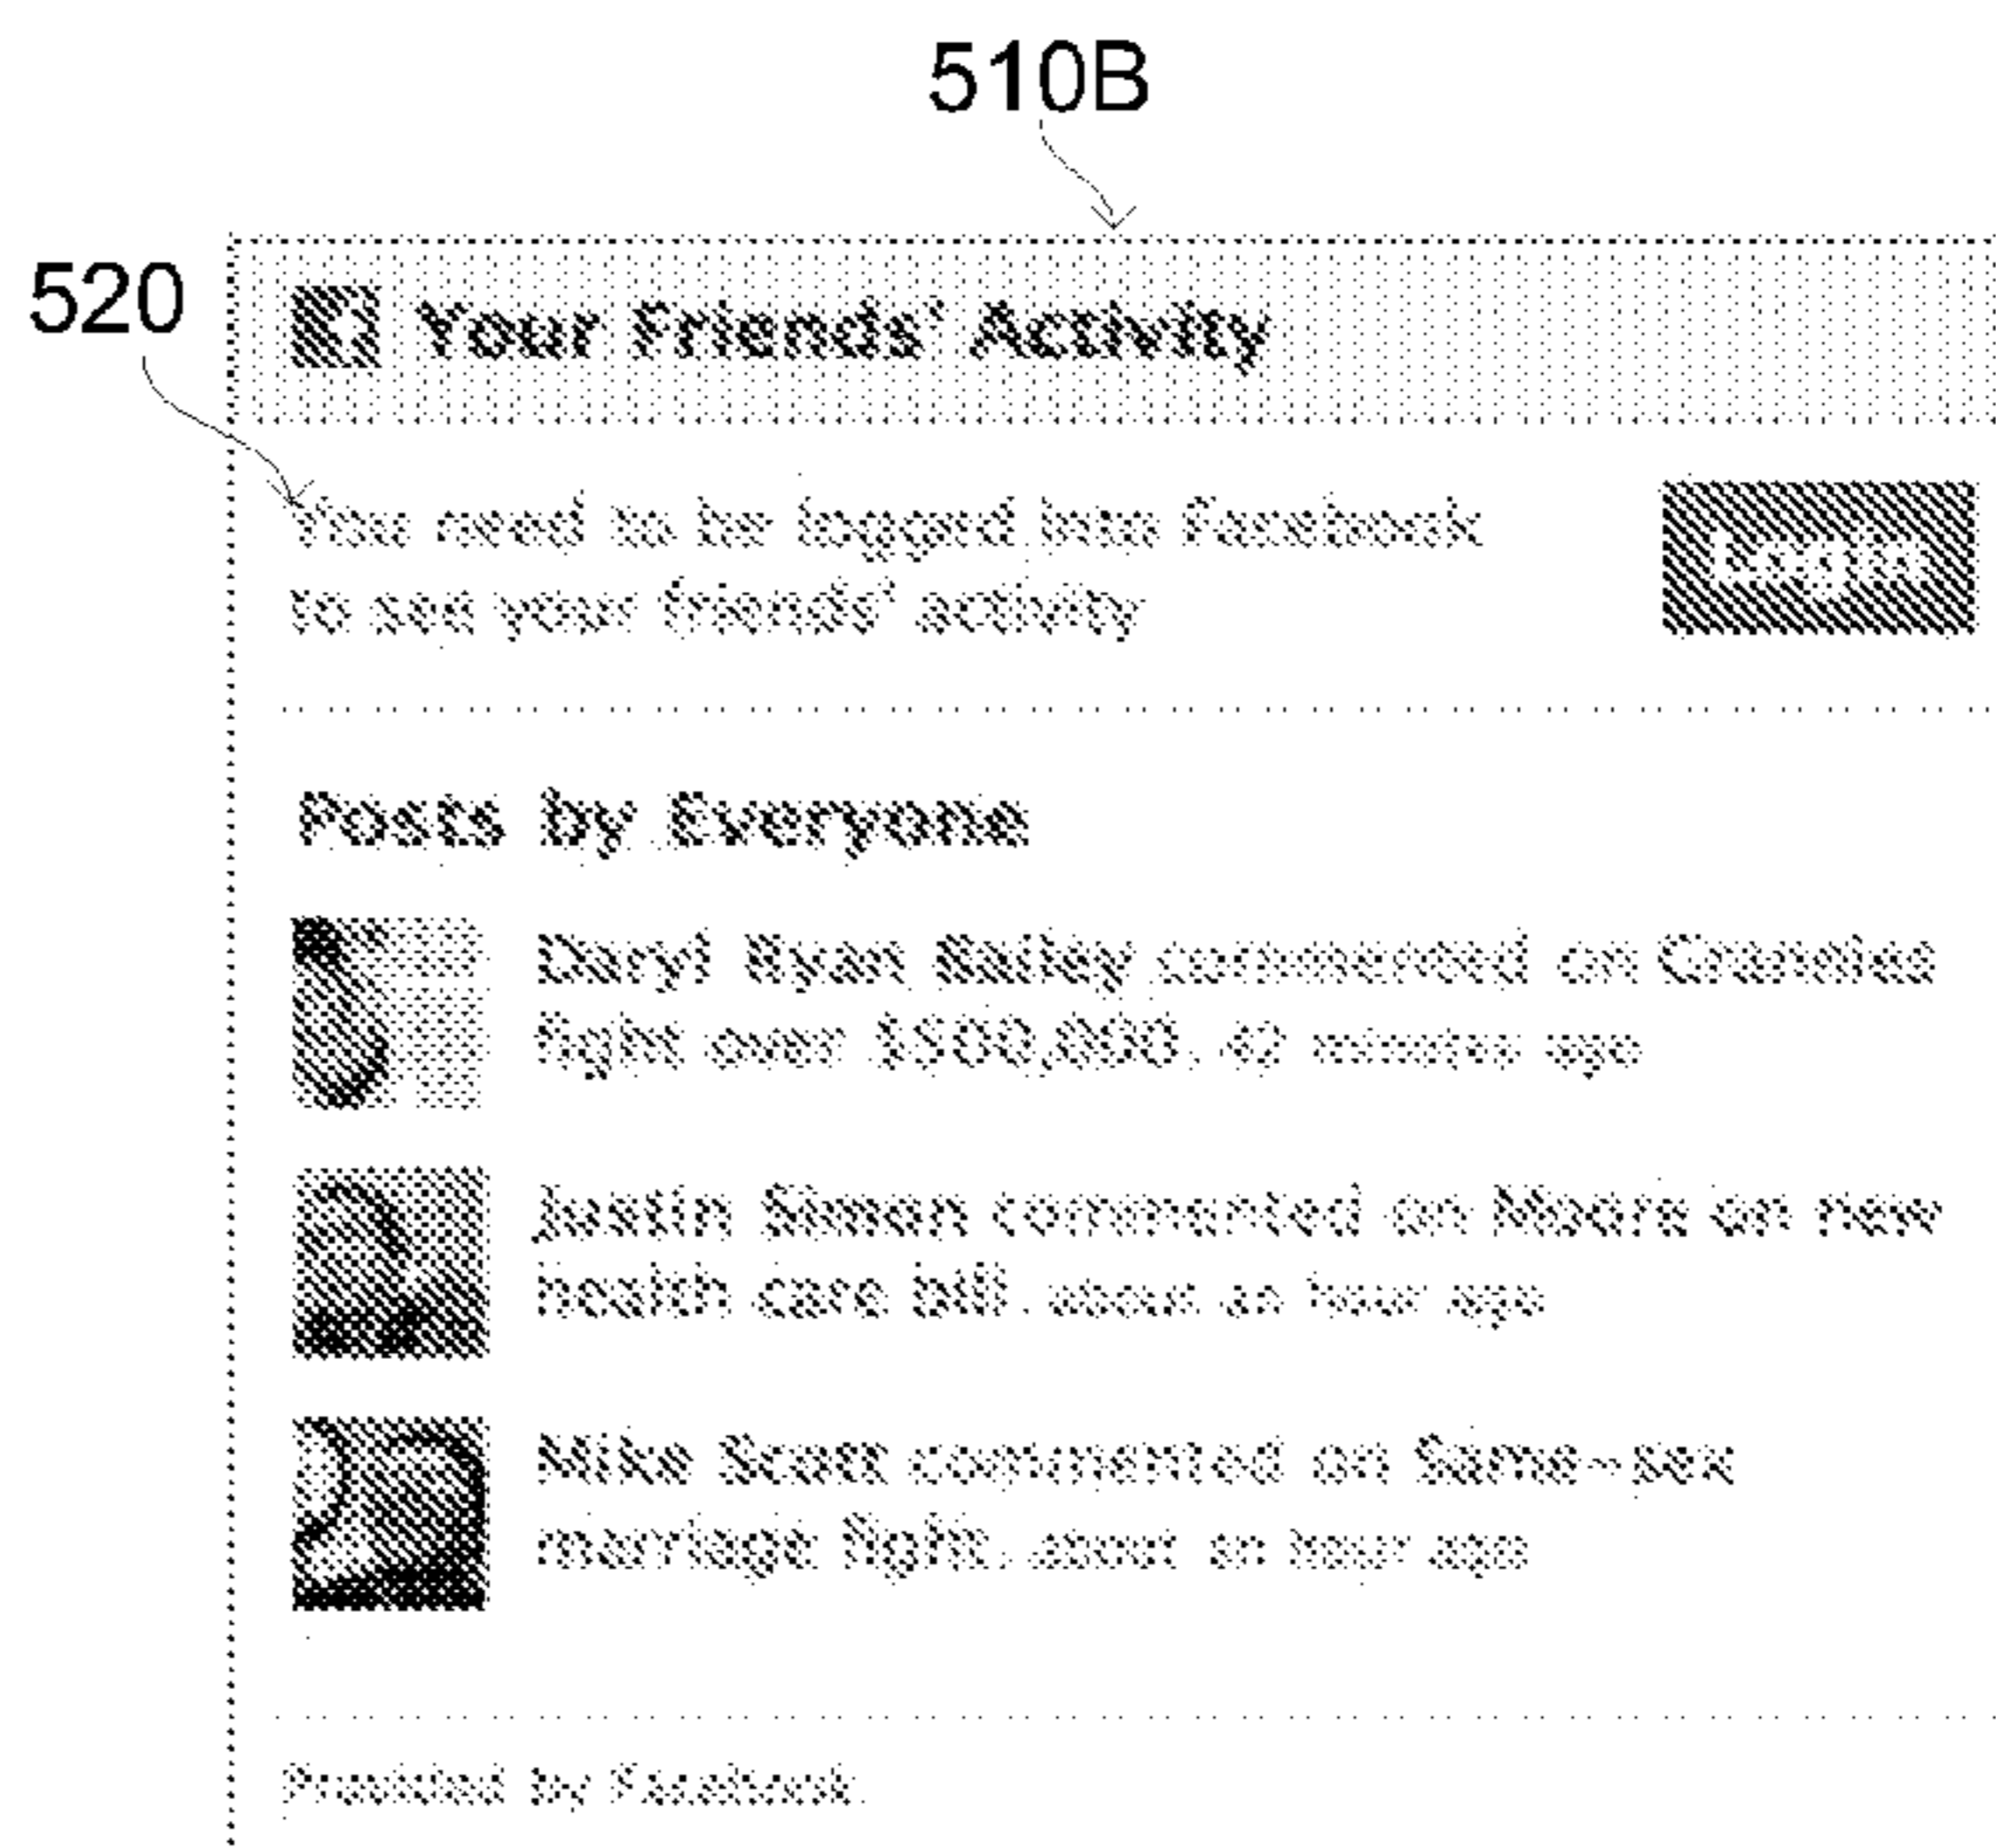 510B
520
Your Friends' Activity
You need to be logged into Facebook
to see your friends' activity
Login
Posts by Everyone
Daryl Ryan Bailey commented on Grannies
fight over $500,000. 42 minutes ago
Justin Simon commented on Moore on new
health care bill. about an hour ago
Mike Scott commented on Same-sex
marriage fight. about an hour ago
Provided by Facebook